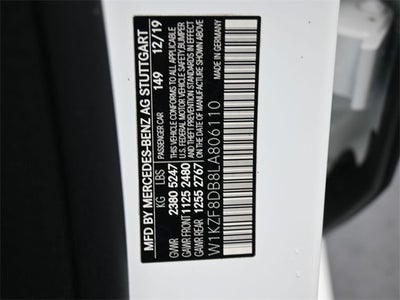 MFD BY MERCEDES-BENZ AG STUTTGART
PASSENGER CAR 149 12/19
KG LBS
GVWR 2380 5247
GAWR FRONT 1125 2480
GAWR REAR 1255 2767
THIS VEHICLE CONFORMS TO ALL APPLICABLE
U.S. FEDERAL MOTOR VEHICLE SAFETY/BUMPER
AND THEFT PREVENTION STANDARDS IN EFFECT ON THE
DATE OF MANUFACTURE SHOWN ABOVE
W1KZF8DB8LA806110
MADE IN GERMANY